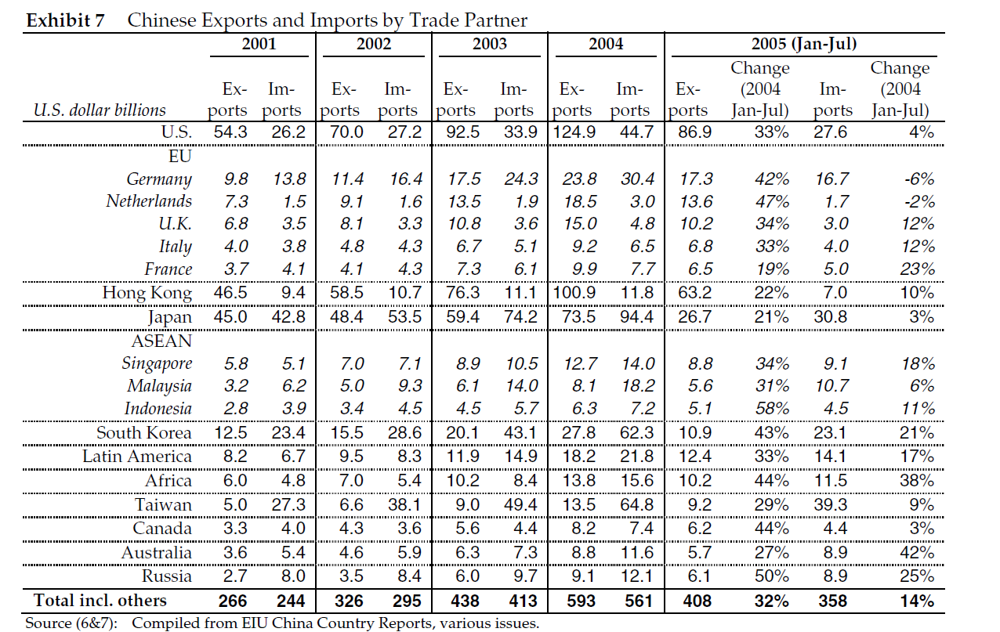 Exhibit 7 Chinese Exports and Imports by Trade Partner
2001 2002 2003 2004 2005 (Jan-Jul)
Change Change
Ex- Im- Ex- Im- Ex- Im- Ex- Im- Ex- (2004 Im- (2004
U.S. dollar billions ports ports ports ports ports ports ports ports ports Jan-Jul) ports Jan-Jul)
U.S. 54.3 26.2 70.0 27.2 92.5 33.9 124.9 44.7 86.9 33% 27.6 4%
EU
Germany 9.8 13.8 11.4 16.4 17.5 24.3 23.8 30.4 17.3 42% 16.7 -6%
Netherlands 7.3 1.5 9.1 1.6 13.5 1.9 18.5 3.0 13.6 47% 1.7 -2%
U.K. 6.8 3.5 8.1 3.3 10.8 3.6 15.0 4.8 10.2 34% 3.0 12%
Italy 4.0 3.8 4.8 4.3 6.7 5.1 9.2 6.5 6.8 33% 4.0 12%
France 3.7 4.1 4.1 4.3 7.3 6.1 9.9 7.7 6.5 19% 5.0 23%
Hong Kong 46.5 9.4 58.5 10.7 76.3 11.1 100.9 11.8 63.2 22% 7.0 10%
Japan 45.0 42.8 48.4 53.5 59.4 74.2 73.5 94.4 26.7 21% 30.8 3%
ASEAN
Singapore 5.8 5.1 7.0 7.1 8.9 10.5 12.7 14.0 8.8 34% 9.1 18%
Malaysia 3.2 6.2 5.0 9.3 6.1 14.0 8.1 18.2 5.6 31% 10.7 6%
Indonesia 2.8 3.9 3.4 4.5 4.5 5.7 6.3 7.2 5.1 58% 4.5 11%
South Korea 12.5 23.4 15.5 28.6 20.1 43.1 27.8 62.3 10.9 43% 23.1 21%
Latin America 8.2 6.7 9.5 8.3 11.9 14.9 18.2 21.8 12.4 33% 14.1 17%
Africa 6.0 4.8 7.0 5.4 10.2 8.4 13.8 15.6 10.2 44% 11.5 38%
Taiwan 5.0 27.3 6.6 38.1 9.0 49.4 13.5 64.8 9.2 29% 39.3 9%
Canada 3.3 4.0 4.3 3.6 5.6 4.4 8.2 7.4 6.2 44% 4.4 3%
Australia 3.6 5.4 4.6 5.9 6.3 7.3 8.8 11.6 5.7 27% 8.9 42%
Russia 2.7 8.0 3.5 8.4 6.0 9.7 9.1 12.1 6.1 50% 8.9 25%
Total incl. others 266 244 326 295 438 413 593 561 408 32% 358 14%
Source (6&7): Compiled from EIU China Country Reports, various issues.